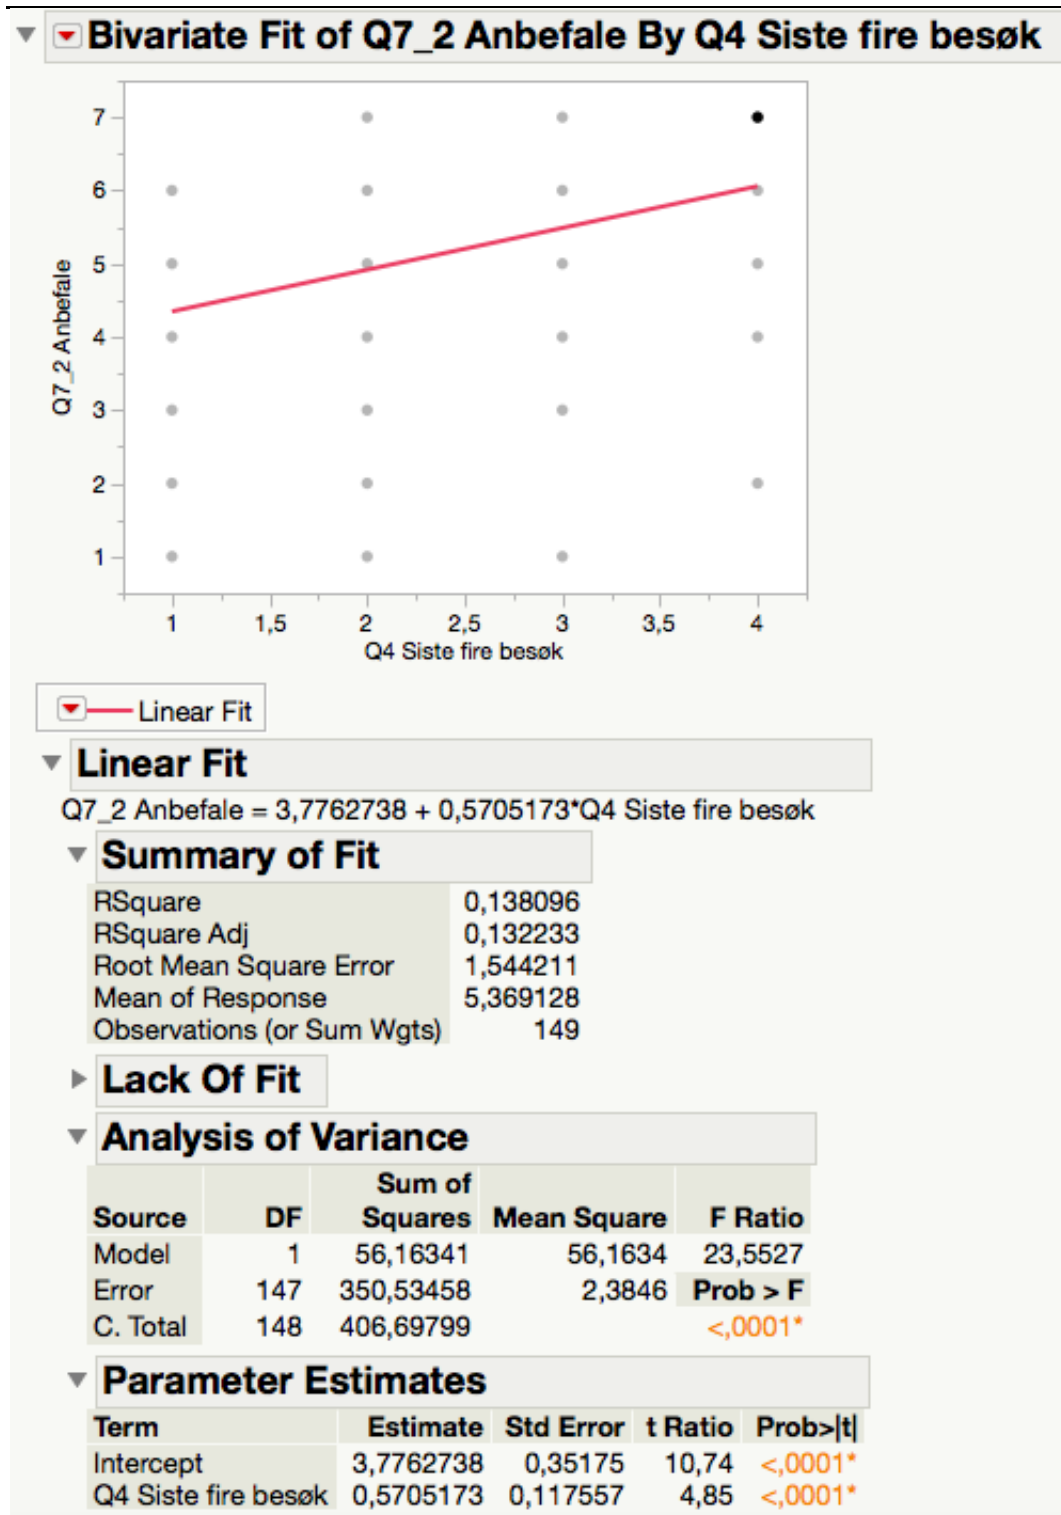 Bivariate Fit of Q7_2 Anbefale By Q4 Siste fire besøk
7
6
5
4
3
2
1
Q7_2 Anbefale
1 1,5 2 2,5 3 3,5 4
Q4 Siste fire besøk
Linear Fit
Linear Fit
Q7_2 Anbefale = 3,7762738 + 0,5705173*Q4 Siste fire besøk
Summary of Fit
RSquare 0,138096
RSquare Adj 0,132233
Root Mean Square Error 1,544211
Mean of Response 5,369128
Observations (or Sum Wgts) 149
Lack Of Fit
Analysis of Variance
Sum of
Source DF Squares Mean Square F Ratio
Model 1 56,16341 56,1634 23,5527
Error 147 350,53458 2,3846 Prob > F
C. Total 148 406,69799 <,0001*
Parameter Estimates
Term Estimate Std Error t Ratio Prob>|t|
Intercept 3,7762738 0,35175 10,74 <,0001*
Q4 Siste fire besøk 0,5705173 0,117557 4,85 <,0001*